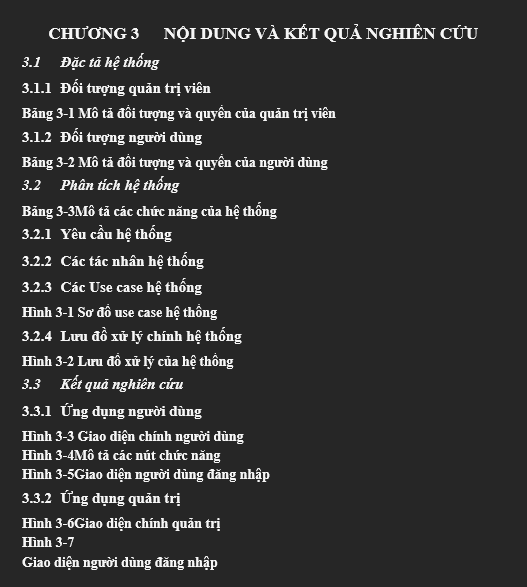 CHƯƠNG 3 NỘI DUNG VÀ KẾT QUẢ NGHIÊN CỨU
3.1 Đặc tả hệ thống
3.1.1 Đối tượng quản trị viên
Bảng 3-1 Mô tả đối tượng và quyền của quản trị viên
3.1.2 Đối tượng người dùng
Bảng 3-2 Mô tả đối tượng và quyền của người dùng
3.2 Phân tích hệ thống
Bảng 3-3Mô tả các chức năng của hệ thống
3.2.1 Yêu cầu hệ thống
3.2.2 Các tác nhân hệ thống
3.2.3 Các Use case hệ thống
Hình 3-1 Sơ đồ use case hệ thống
3.2.4 Lưu đồ xử lý chính hệ thống
Hình 3-2 Lưu đồ xử lý của hệ thống
3.3 Kết quả nghiên cứu
3.3.1 Ứng dụng người dùng
Hình 3-3 Giao diện chính người dùng
Hình 3-4Mô tả các nút chức năng
Hình 3-5Giao diện người dùng đăng nhập
3.3.2 Ứng dụng quản trị
Hình 3-6Giao diện chính quản trị
Hình 3-7
Giao diện người dùng đăng nhập